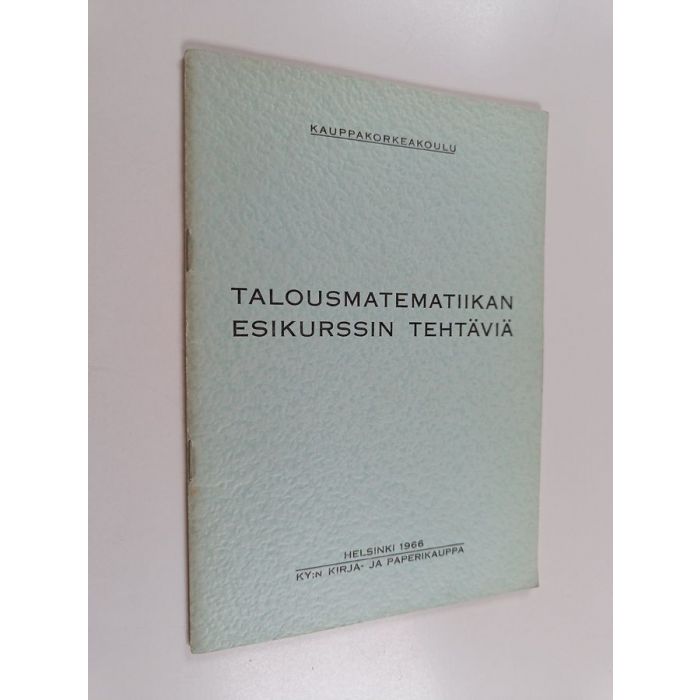 KAUPPAKORKEAKOULU
TALOUSMATEMATIIKAN
ESIKURSSIN TEHTÄVIÄ
HELSINKI 1966
KY:N KIRJA- JA PAPERIKAUPPA